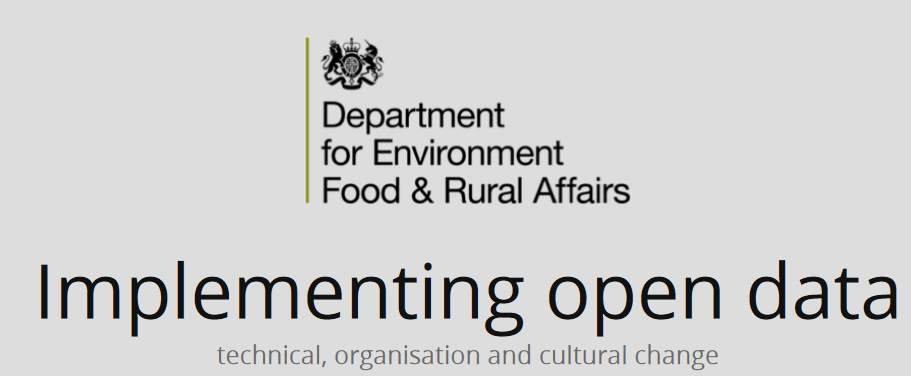 Department
for Environment
Food & Rural Affairs
Implementing open data
technical, organisation and cultural change